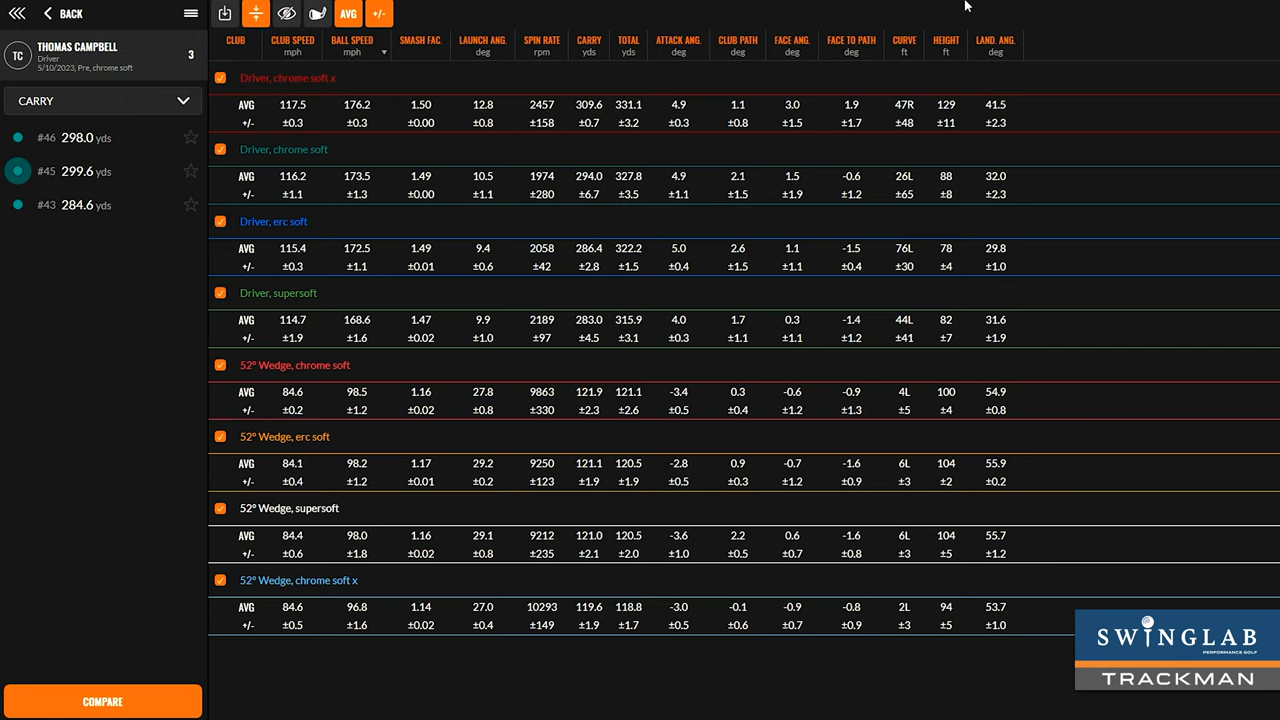 BACK
TC
THOMAS CAMPBELL
Driver
5/10/2023, Pre, chrome soft
3
CARRY
#46 298.0 yds
#45 299.6 yds
#43 284.6 yds
COMPARE
AVG +/-
CLUB CLUB SPEED BALL SPEED SMASH FAC. LAUNCH ANG. SPIN RATE CARRY TOTAL ATTACK ANG. CLUB PATH FACE ANG. FACE TO PATH CURVE HEIGHT LAND. ANG.
mph mph deg rpm yds yds deg deg deg deg ft ft deg
Driver, chrome soft x
AVG 117.5 176.2 1.50 12.8 2457 309.6 331.1 4.9 1.1 3.0 1.9 47R 129 41.5
+/- ±0.3 ±0.3 ±0.00 ±0.8 ±158 ±0.7 ±3.2 ±0.3 ±0.8 ±1.5 ±1.7 ±48 ±11 ±2.3
Driver, chrome soft
AVG 116.2 173.5 1.49 10.5 1974 294.0 327.8 4.9 2.1 1.5 -0.6 26L 88 32.0
+/- ±1.1 ±1.3 ±0.00 ±1.1 ±280 ±6.7 ±3.5 ±1.1 ±1.5 ±1.9 ±1.2 ±65 ±8 ±2.3
Driver, erc soft
AVG 115.4 172.5 1.49 9.4 2058 286.4 322.2 5.0 2.6 1.1 -1.5 76L 78 29.8
+/- ±0.3 ±1.1 ±0.01 ±0.6 ±42 ±2.8 ±1.5 ±0.4 ±1.5 ±1.1 ±0.4 ±30 ±4 ±1.0
Driver, supersoft
AVG 114.7 168.6 1.47 9.9 2189 283.0 315.9 4.0 1.7 0.3 -1.4 44L 82 31.6
+/- ±1.9 ±1.6 ±0.02 ±1.0 ±97 ±4.5 ±3.1 ±0.3 ±1.1 ±1.1 ±1.2 ±41 ±7 ±1.9
52° Wedge, chrome soft
AVG 84.6 98.5 1.16 27.8 9863 121.9 121.1 -3.4 0.3 -0.6 -0.9 4L 100 54.9
+/- ±0.2 ±1.2 ±0.02 ±0.8 ±330 ±2.3 ±2.6 ±0.5 ±0.4 ±1.2 ±1.3 ±5 ±4 ±0.8
52° Wedge, erc soft
AVG 84.1 98.2 1.17 29.2 9250 121.1 120.5 -2.8 0.9 -0.7 -1.6 6L 104 55.9
+/- ±0.4 ±1.2 ±0.01 ±0.2 ±123 ±1.9 ±1.9 ±0.5 ±0.3 ±1.2 ±0.9 ±3 ±2 ±0.2
52° Wedge, supersoft
AVG 84.4 98.0 1.16 29.1 9212 121.0 120.5 -3.6 2.2 0.6 -1.6 6L 104 55.7
+/- ±0.6 ±1.8 ±0.02 ±0.8 ±235 ±2.1 ±2.0 ±1.0 ±0.5 ±0.7 ±0.8 ±3 ±5 ±1.2
52° Wedge, chrome soft x
AVG 84.6 96.8 1.14 27.0 10293 119.6 118.8 -3.0 -0.1 -0.9 -0.8 2L 94 53.7
+/- ±0.5 ±1.6 ±0.02 ±0.4 ±149 ±1.9 ±1.7 ±0.5 ±0.6 ±0.7 ±0.9 ±3 ±5 ±1.0
SWINGLAB
PERFORMANCE GOLF
TRACKMAN